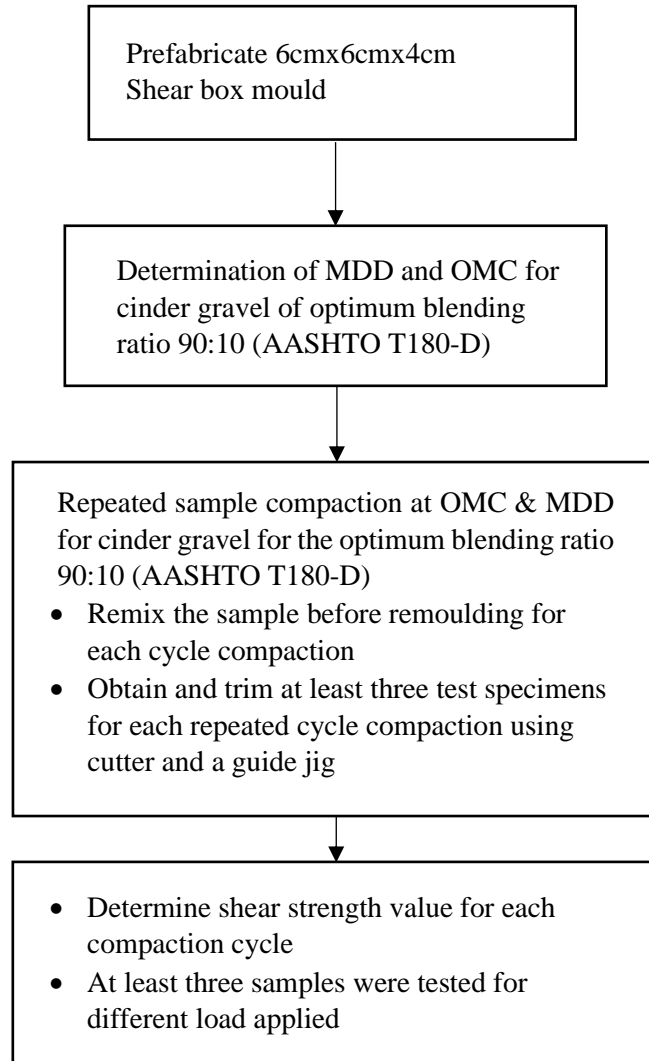 Prefabricate 6cmx6cmx4cm
Shear box mould
Determination of MDD and OMC for
cinder gravel of optimum blending
ratio 90:10 (AASHTO T180-D)
Repeated sample compaction at OMC & MDD
for cinder gravel for the optimum blending ratio
90:10 (AASHTO T180-D)
• Remix the sample before remoulding for
each cycle compaction
• Obtain and trim at least three test specimens
for each repeated cycle compaction using
cutter and a guide jig
• Determine shear strength value for each
compaction cycle
• At least three samples were tested for
different load applied